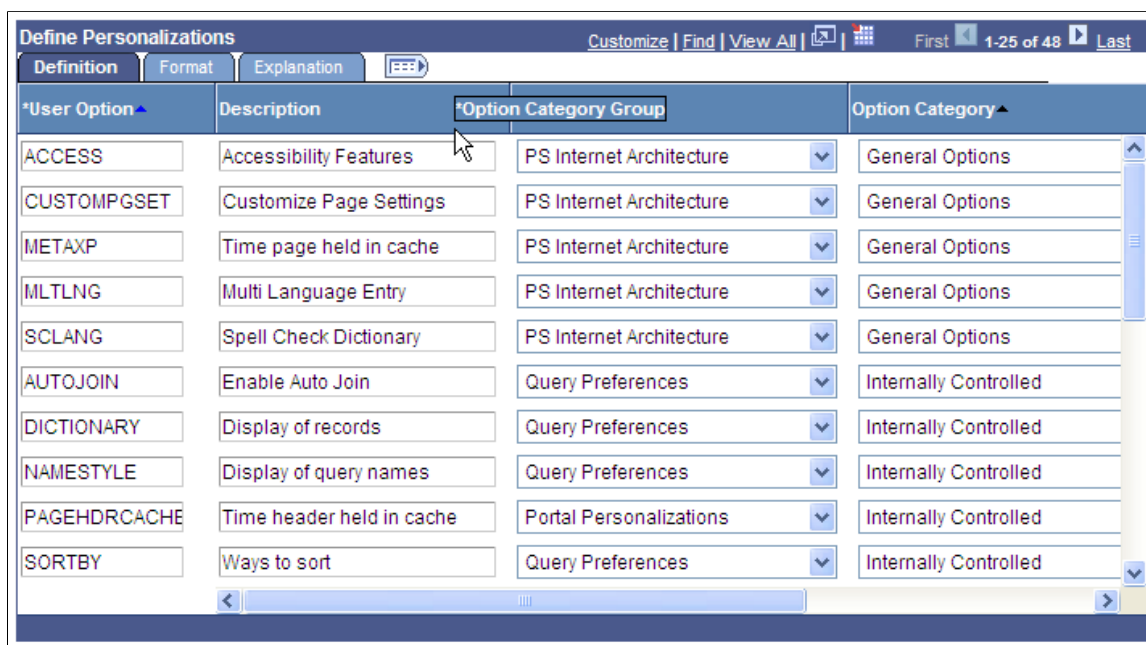 Define Personalizations Customize | Find | View All | | First 1-25 of 48 Last
Definition Format Explanation
*User Option Description *Option Category Group Option Category
ACCESS Accessibility Features PS Internet Architecture General Options
CUSTOMPGSET Customize Page Settings PS Internet Architecture General Options
METAXP Time page held in cache PS Internet Architecture General Options
MLTLNG Multi Language Entry PS Internet Architecture General Options
SCLANG Spell Check Dictionary PS Internet Architecture General Options
AUTOJOIN Enable Auto Join Query Preferences Internally Controlled
DICTIONARY Display of records Query Preferences Internally Controlled
NAMESTYLE Display of query names Query Preferences Internally Controlled
PAGEHDRCACHE Time header held in cache Portal Personalizations Internally Controlled
SORTBY Ways to sort Query Preferences Internally Controlled